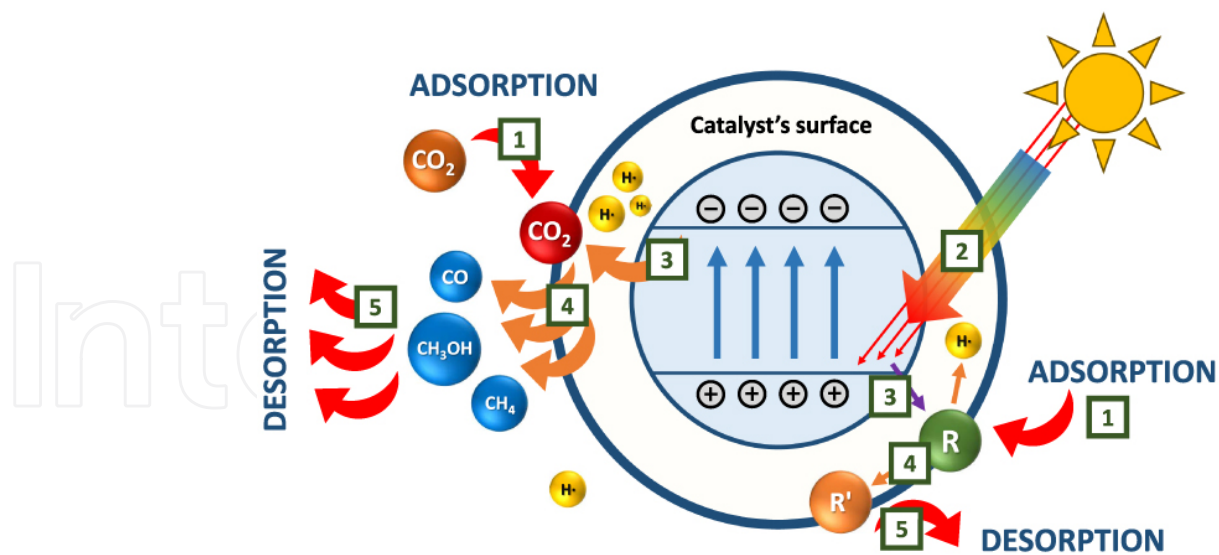 ADSORPTION
1
CO2
CO2
Catalyst's surface
H•
H•
H•
− − − −
2
3
CO
4
5
CH3OH
CH4
DESORPTION
H•
+ + + +
3
ADSORPTION
1
R
4
R'
5
DESORPTION
H•
Inte